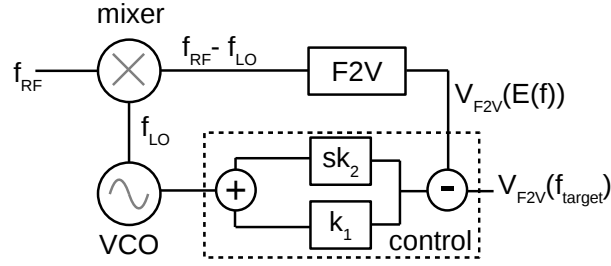 mixer
f_RF
f_RF - f_LO
F2V
V_F2V(E(f))
f_LO
sk_2
+
-
V_F2V(f_target)
k_1
VCO
control